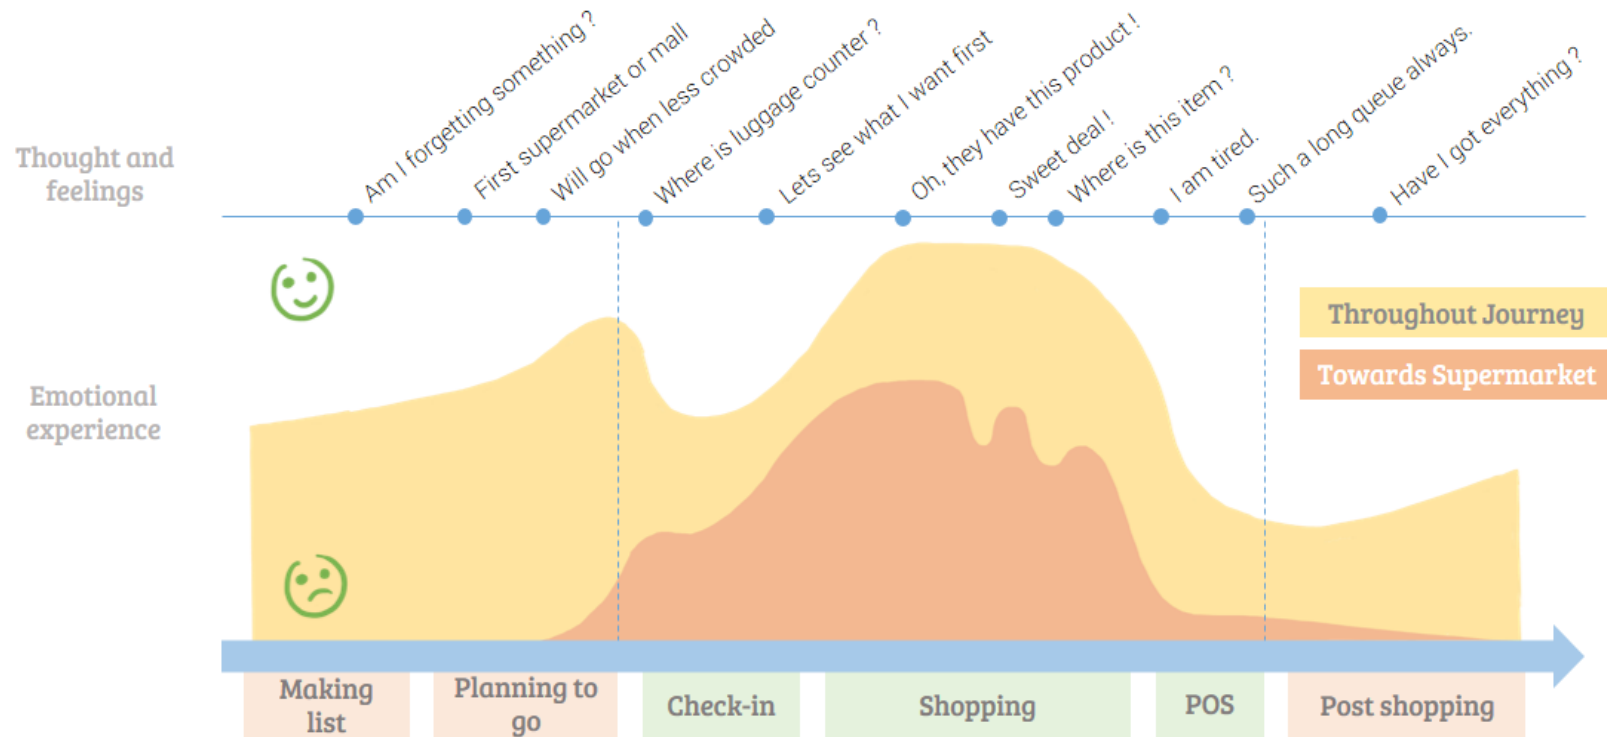 Am I forgetting something ?
First supermarket or mall
Will go when less crowded
Where is luggage counter ?
Lets see what I want first
Oh, they have this product !
Sweet deal !
Where is this item ?
I am tired.
Such a long queue always.
Have I got everything ?
Thought and
feelings
Throughout Journey
Towards Supermarket
Emotional
experience
Making
list
Planning to
go
Check-in
Shopping
POS
Post shopping